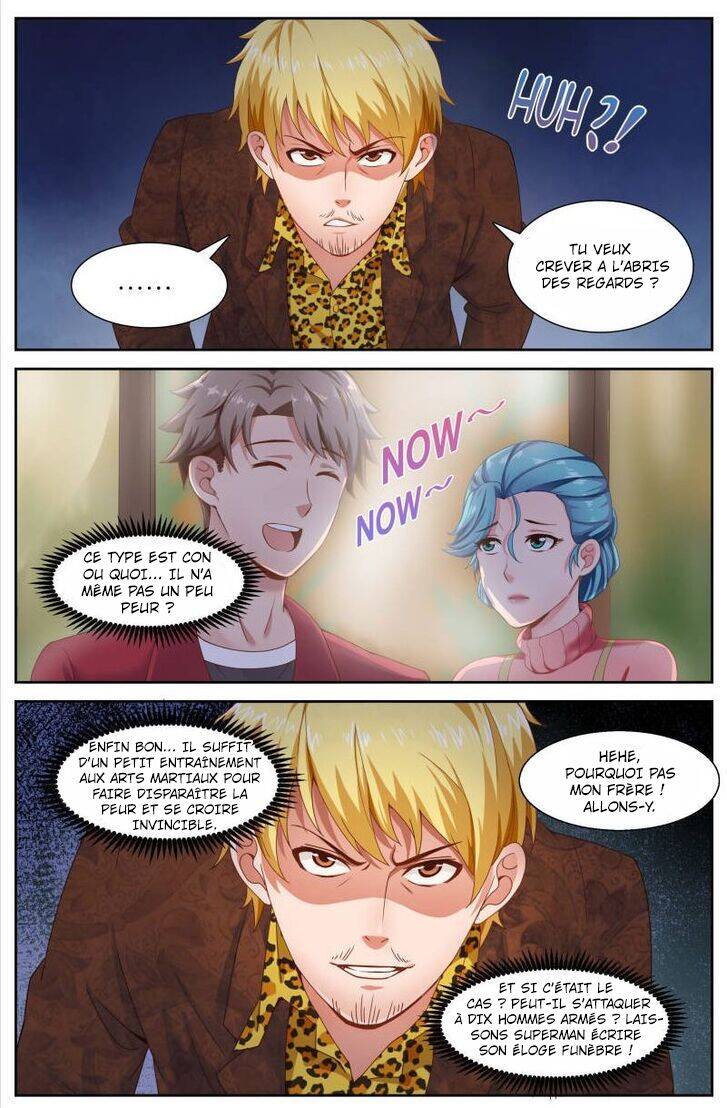 HUH?!
......
TU VEUX
CREVER A L'ABRIS
DES REGARDS ?
NOW~
NOW~
CE TYPE EST CON
OU QUOI... IL N'A
MÊME PAS UN PEU
PEUR ?
ENFIN BON... IL SUFFIT
D'UN PETIT ENTRAÎNEMENT
AUX ARTS MARTIAUX POUR
FAIRE DISPARAÎTRE LA
PEUR ET SE CROIRE
INVINCIBLE.
HEHE,
POURQUOI PAS
MON FRÈRE !
ALLONS-Y.
ET SI C'ÉTAIT LE
CAS ? PEUT-IL S'ATTAQUER
À DIX HOMMES ARMÉS ? LAIS-
SONS SUPERMAN ÉCRIRE
SON ÉLOGE FUNÈBRE !